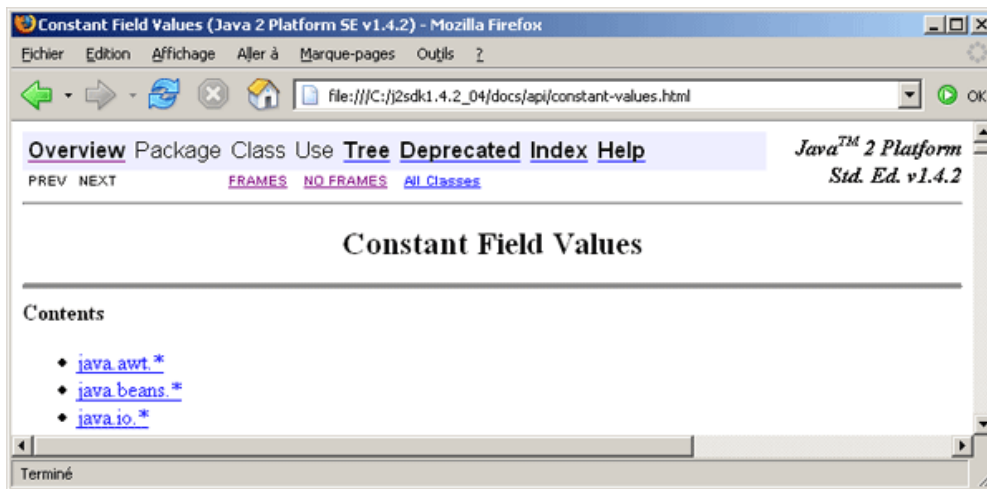 Constant Field Values (Java 2 Platform SE v1.4.2) - Mozilla Firefox
Fichier Edition Affichage Aller à Marque-pages Outils ?
file:///C:/j2sdk1.4.2_04/docs/api/constant-values.html OK
Overview Package Class Use Tree Deprecated Index Help
Java™ 2 Platform
Std. Ed. v1.4.2
PREV NEXT FRAMES NO FRAMES All Classes
Constant Field Values
Contents
• java.awt.*
• java.beans.*
• java.io.*
Terminé